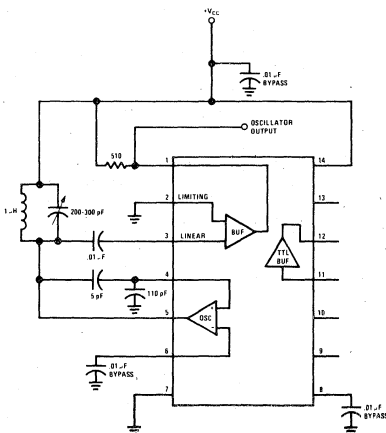 +VCC
.01 µF
BYPASS
OSCILLATOR
OUTPUT
510
1
14
1 µH
200-300 pF
2
LIMITING
13
BUF
12
3
LINEAR
.01 µF
TTL
BUF
4
11
5 pF
110 pF
5
OSC
10
6
9
.01 µF
BYPASS
7
8
.01 µF
BYPASS